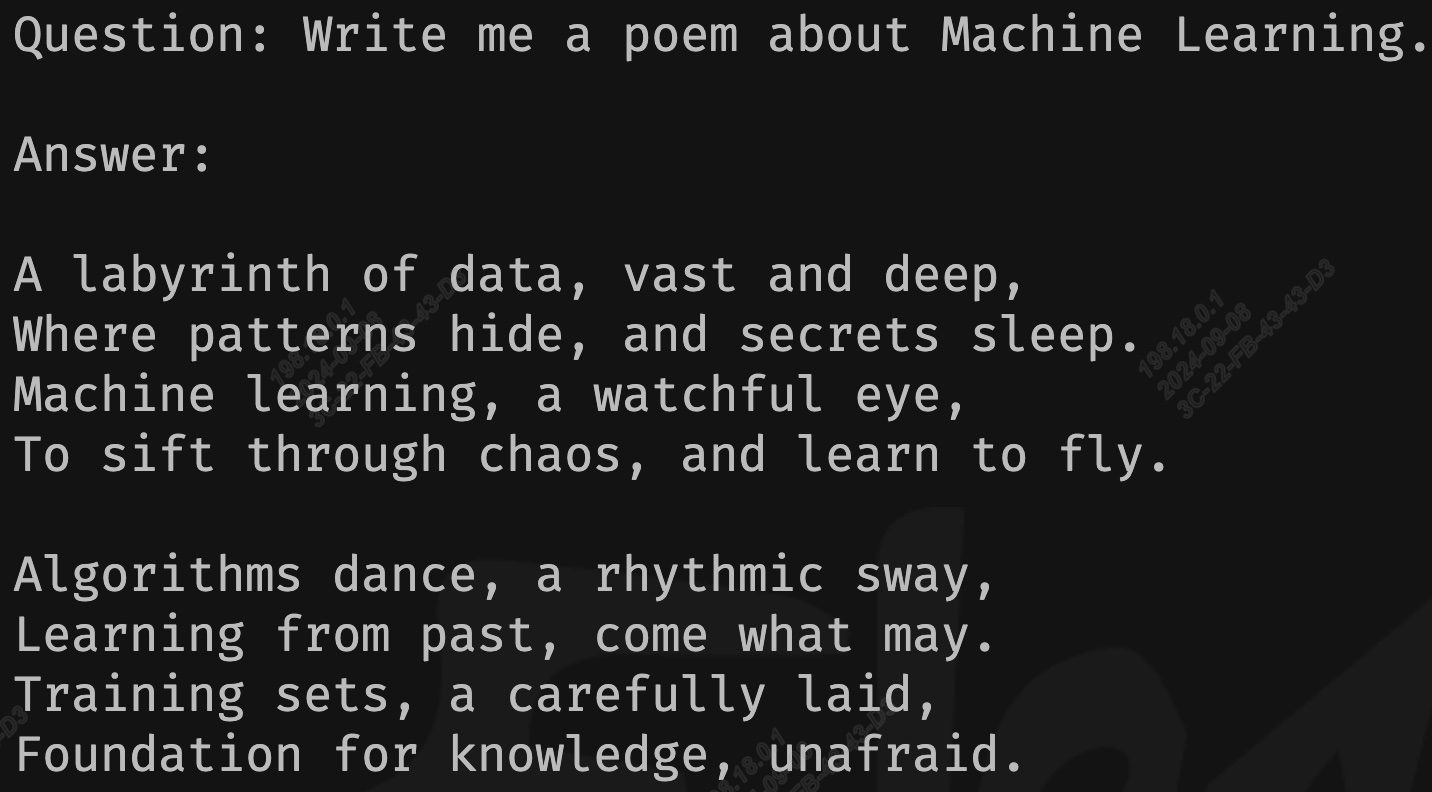 Question: Write me a poem about Machine Learning.
Answer:
A labyrinth of data, vast and deep,
Where patterns hide, and secrets sleep.
Machine learning, a watchful eye,
To sift through chaos, and learn to fly.
Algorithms dance, a rhythmic sway,
Learning from past, come what may.
Training sets, a carefully laid,
Foundation for knowledge, unafraid.
198.18.0.1
2024-09-08
3C-22-FB-43-43-D3